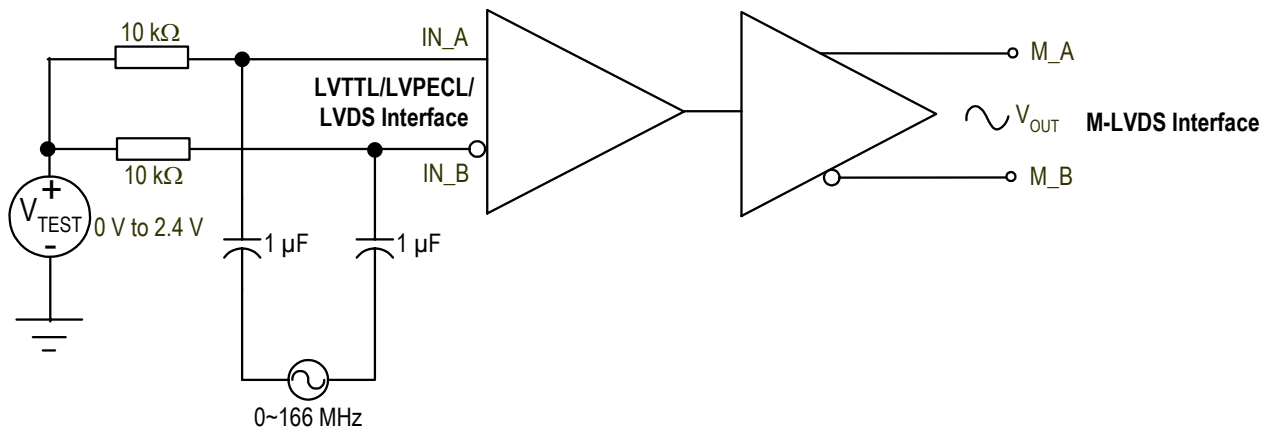 10 kΩ
IN_A
LVTTL/LVPECL/
LVDS Interface
10 kΩ
IN_B
+
V_TEST
-
0 V to 2.4 V
1 µF
1 µF
0~166 MHz
M_A
V_OUT
M-LVDS Interface
M_B